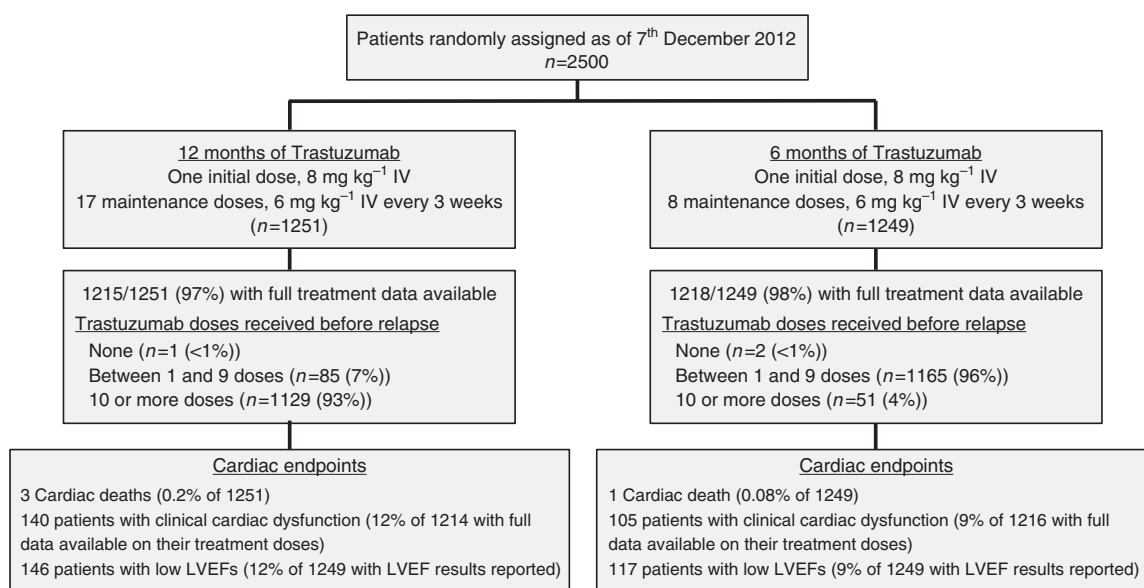 Patients randomly assigned as of 7th December 2012
n=2500
12 months of Trastuzumab
One initial dose, 8 mg kg–1 IV
17 maintenance doses, 6 mg kg–1 IV every 3 weeks
(n=1251)
6 months of Trastuzumab
One initial dose, 8 mg kg–1 IV
8 maintenance doses, 6 mg kg–1 IV every 3 weeks
(n=1249)
1215/1251 (97%) with full treatment data available
Trastuzumab doses received before relapse
None (n=1 (<1%))
Between 1 and 9 doses (n=85 (7%))
10 or more doses (n=1129 (93%))
1218/1249 (98%) with full treatment data available
Trastuzumab doses received before relapse
None (n=2 (<1%))
Between 1 and 9 doses (n=1165 (96%))
10 or more doses (n=51 (4%))
Cardiac endpoints
3 Cardiac deaths (0.2% of 1251)
140 patients with clinical cardiac dysfunction (12% of 1214 with full
data available on their treatment doses)
146 patients with low LVEFs (12% of 1249 with LVEF results reported)
Cardiac endpoints
1 Cardiac death (0.08% of 1249)
105 patients with clinical cardiac dysfunction (9% of 1216 with full
data available on their treatment doses)
117 patients with low LVEFs (9% of 1249 with LVEF results reported)